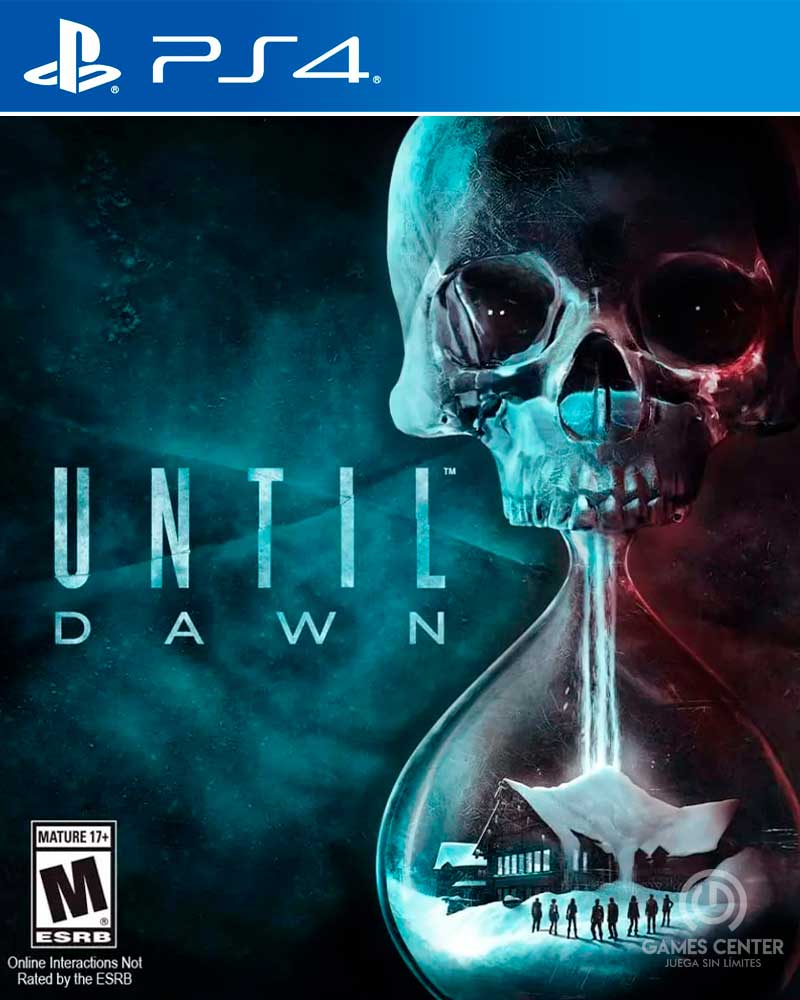 PS4®
UNTIL™
DAWN
MATURE 17+
M®
ESRB
Online Interactions Not
Rated by the ESRB
GAMES CENTER
JUEGA SIN LÍMITES